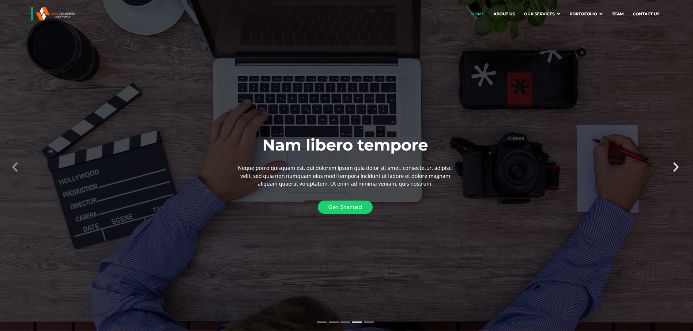 HOME ABOUT US OUR SERVICES PORTOFOLIO TEAM CONTACT US
Nam libero tempore
Neque porro quisquam est, qui dolorem ipsum quia dolor sit amet, consectetur, adipisci
velit, sed quia non numquam eius modi tempora incidunt ut labore et dolore magnam
aliquam quaerat voluptatem. Ut enim ad minima veniam, quis nostrum.
Get Started
HOLLYWOOD
PRODUCTION
DIRECTOR
CAMERA
DATE SCENE